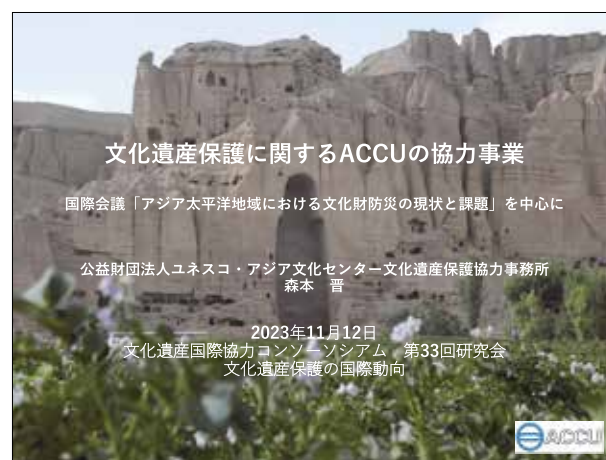 文化遺産保護に関するACCUの協力事業
国際会議「アジア太平洋地域における文化財防災の現状と課題」を中心に
公益財団法人ユネスコ・アジア文化センター文化遺産保護協力事務所
森本　晋
2023年11月12日
文化遺産国際協力コンソーソシアム　第33回研究会
文化遺産保護の国際動向
ACCU